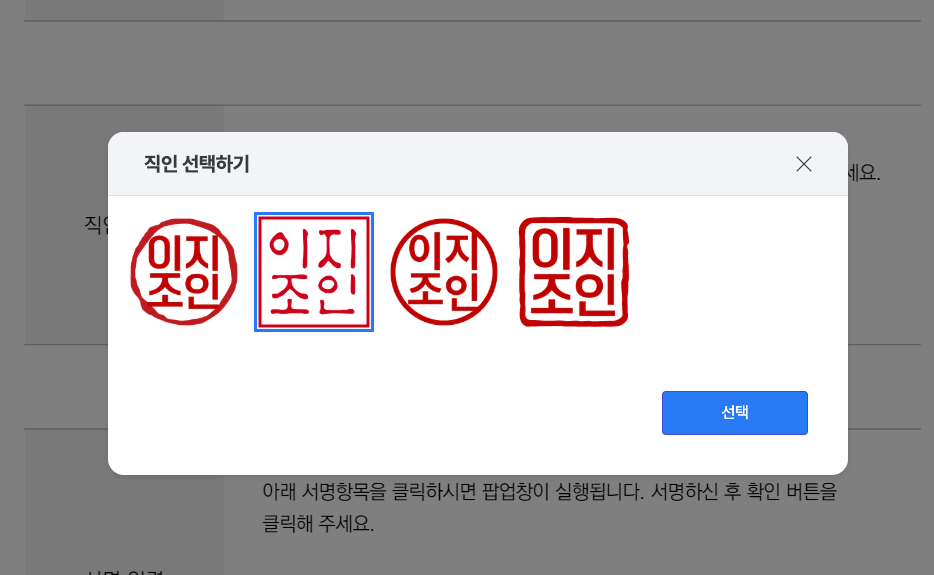 세요.
직인 선택하기
직인
이지
조인
이지
조인
이지
조인
이지
조인
선택
아래 서명항목을 클릭하시면 팝업창이 실행됩니다. 서명하신 후 확인 버튼을
클릭해 주세요.